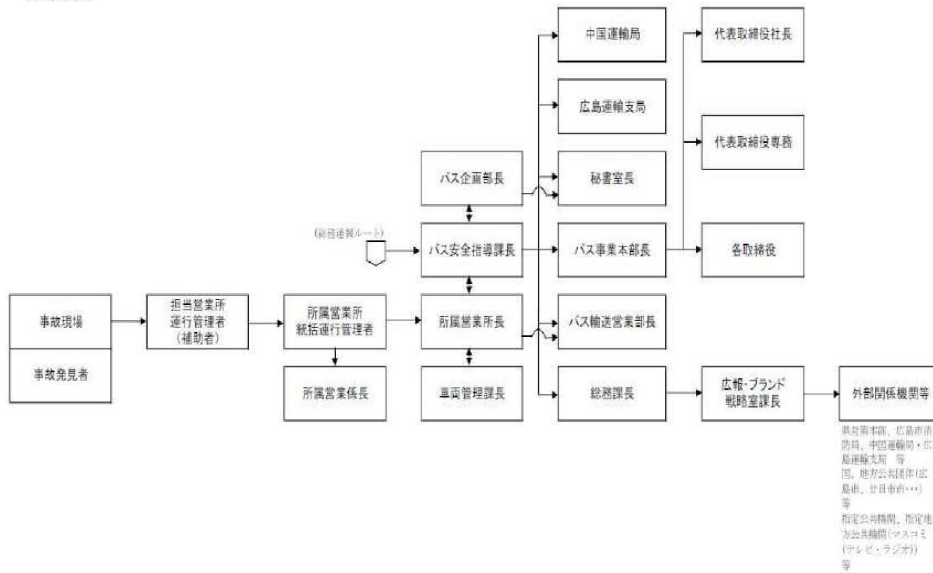 中国運輸局
代表取締役社長
広島運輸支局
代表取締役専務
バス企画部長
秘書室長
バス安全指導課長
バス事業本部長
各取締役
事故現場
担当営業所
運行管理者
(補助者)
所属営業所
統括運行管理者
所属営業所長
バス輸送営業部長
事故発見者
所属営業係長
車両管理課長
総務課長
広報・ブランド
戦略室課長
外部関係機関等
県対策本部、広島市消
防局、中国運輸局・広
島運輸支局 等
国、地方公共団体(広
島市、廿日市市・・・)
等
指定公共機関、指定地
方公共機関(マスコミ
(テレビ・ラジオ))
等